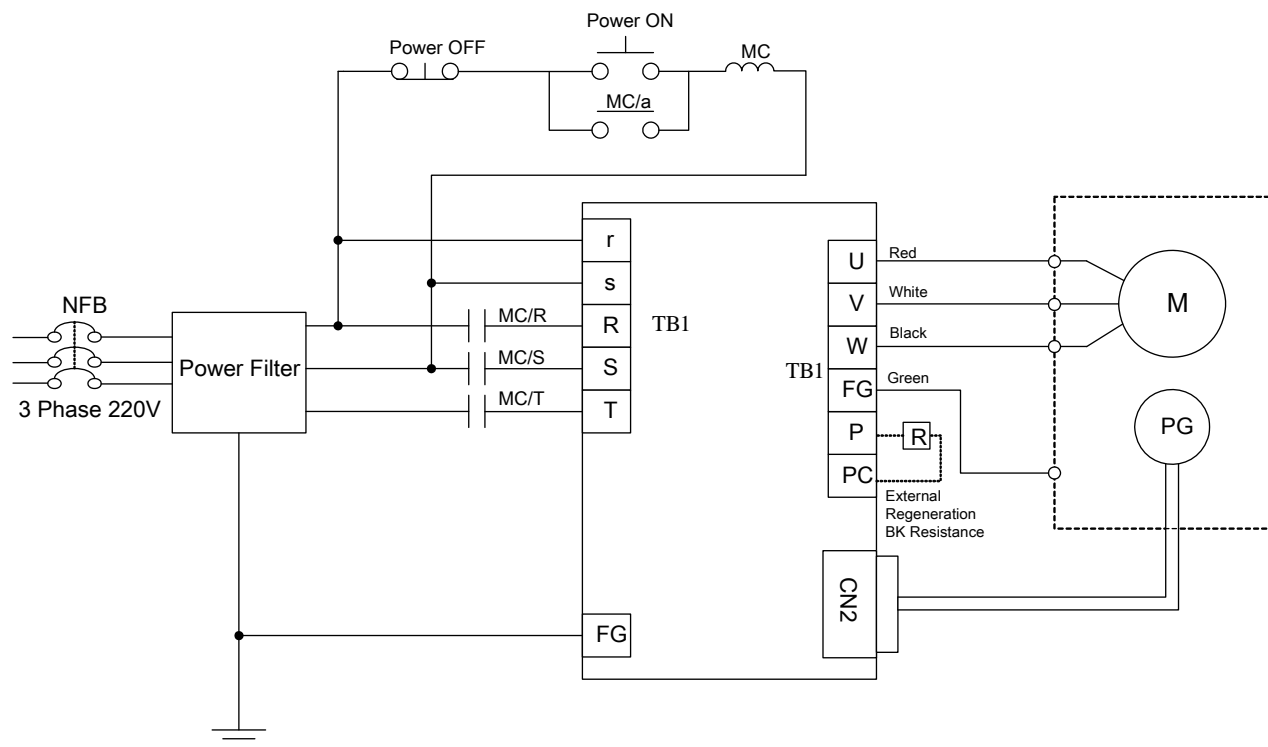 Power ON
Power OFF
MC
MC/a
r
s
R
S
T
TB1
NFB
Power Filter
3 Phase 220V
MC/R
MC/S
MC/T
FG
U
V
W
FG
P
PC
TB1
Red
White
Black
Green
R
External
Regeneration
BK Resistance
CN2
M
PG